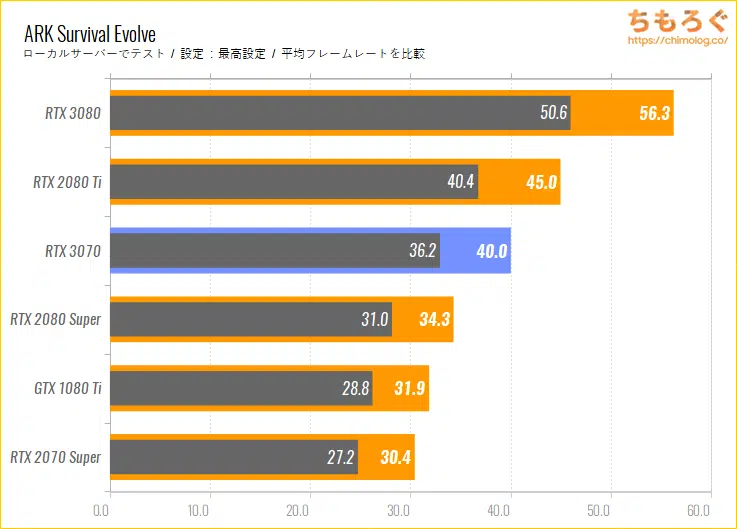 ちもろぐ
https://chimolog.co/
ARK Survival Evolve
ローカルサーバーでテスト / 設定：最高設定 / 平均フレームレートを比較
RTX 3080 50.6 56.3
RTX 2080 Ti 40.4 45.0
RTX 3070 36.2 40.0
RTX 2080 Super 31.0 34.3
GTX 1080 Ti 28.8 31.9
RTX 2070 Super 27.2 30.4
0.0 10.0 20.0 30.0 40.0 50.0 60.0